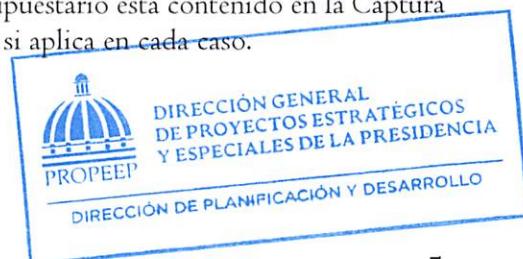 upuestario está contenido en la Captura
si aplica en cada caso.
DIRECCIÓN GENERAL
DE PROYECTOS ESTRATÉGICOS
Y ESPECIALES DE LA PRESIDENCIA
PROPEEP
DIRECCIÓN DE PLANIFICACIÓN Y DESARROLLO